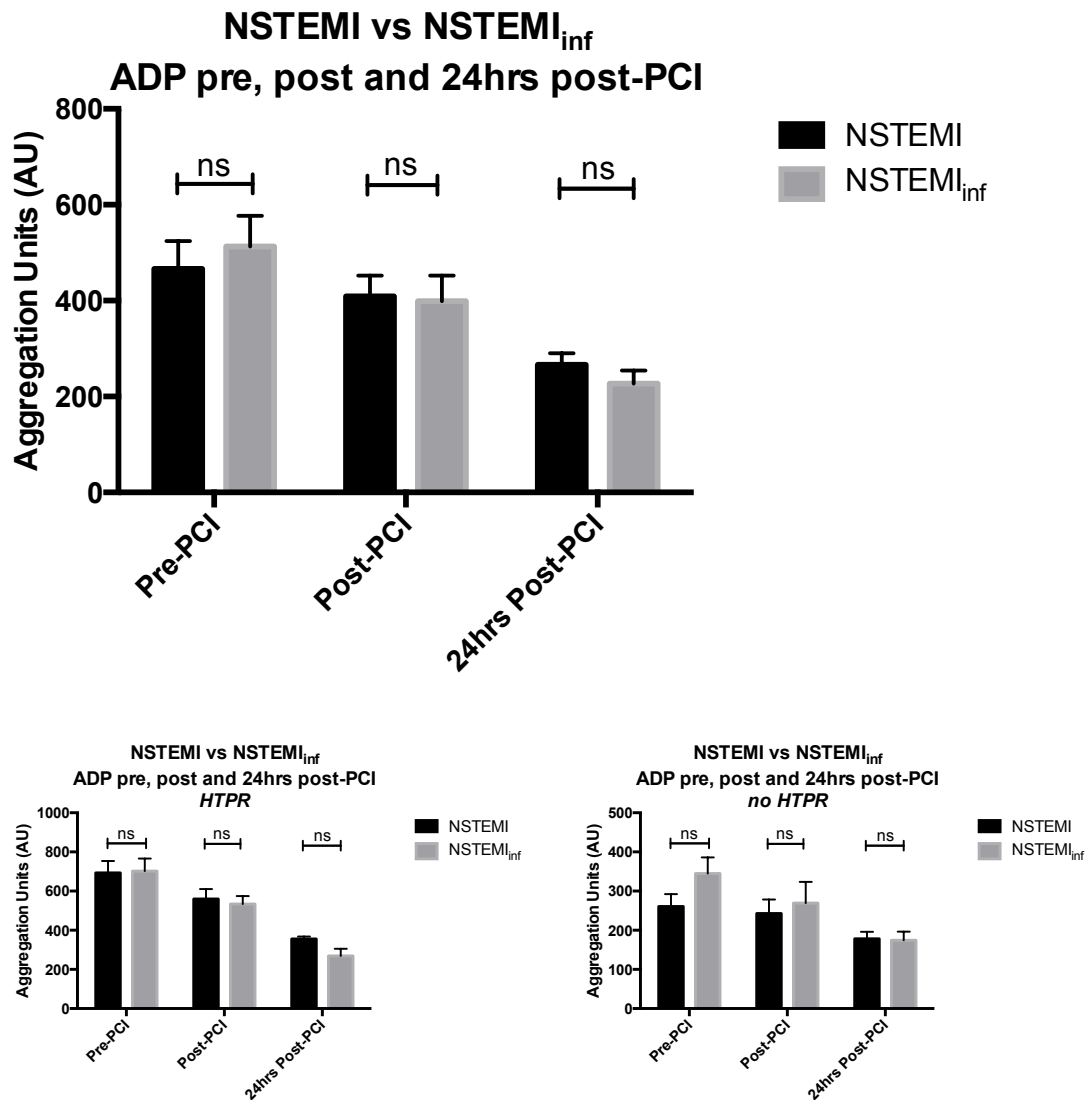 NSTEMI vs NSTEMIinf
ADP pre, post and 24hrs post-PCI
800
600
400
200
0
Aggregation Units (AU)
ns
ns
ns
NSTEMI
NSTEMIinf
Pre-PCI
Post-PCI
24hrs Post-PCI
NSTEMI vs NSTEMIinf
ADP pre, post and 24hrs post-PCI
HTPR
1000
800
600
400
200
0
Aggregation Units (AU)
ns
ns
ns
NSTEMI
NSTEMIinf
Pre-PCI
Post-PCI
24hrs Post-PCI
NSTEMI vs NSTEMIinf
ADP pre, post and 24hrs post-PCI
no HTPR
500
400
300
200
100
0
Aggregation Units (AU)
ns
ns
ns
NSTEMI
NSTEMIinf
Pre-PCI
Post-PCI
24hrs Post-PCI